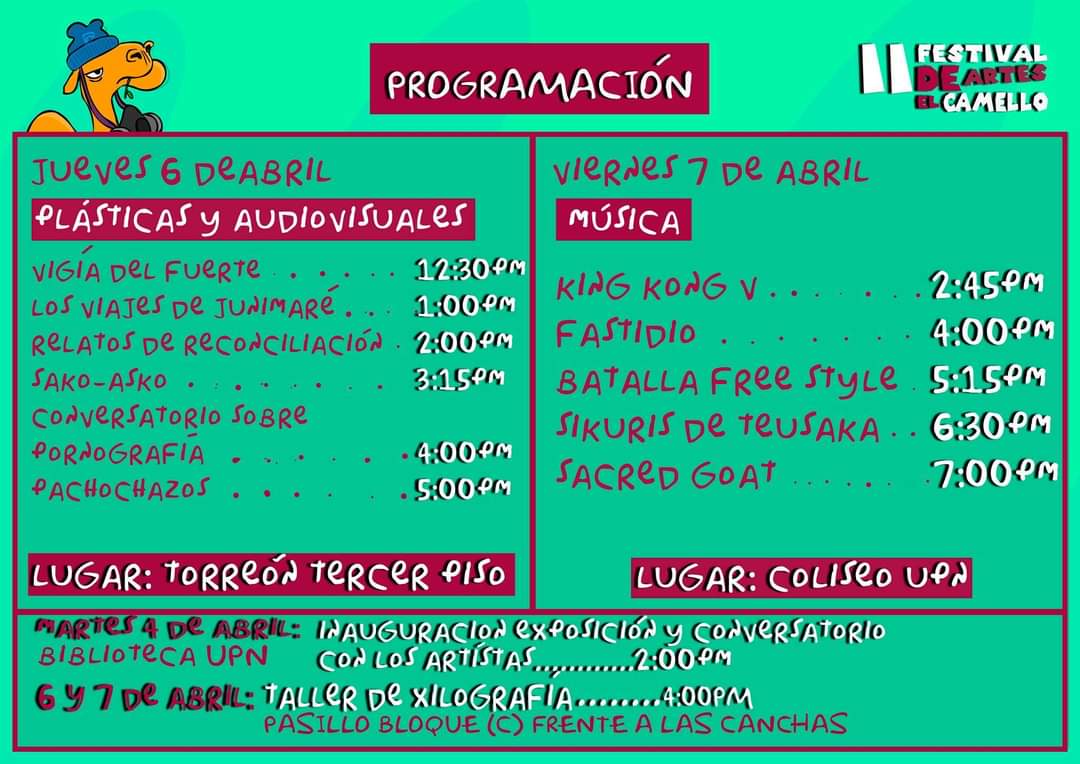 PROGRAMACIÓN
II FESTIVAL
DE ARTES
EL CAMELLO
JUEVES 6 DE ABRIL
PLÁSTICAS y AUDIOVISUALES
VIGÍA DEL FUERTE . . . . . . 12:30PM
LOS VIAJES DE JUNIMARÉ . . . 1:00PM
RELATOS DE RECONCILIACIÓN . 2:00PM
SAKO-ASKO . . . . . . . 3:15PM
CONVERSATORIO SOBRE
PORNOGRAFÍA . . . . . . 4:00PM
PACHOCHAZOS . . . . . . 5:00PM
LUGAR: TORREÓN TERCER PISO
VIERNES 7 DE ABRIL
MÚSICA
KING KONG V . . . . . . . 2:45PM
FASTIDIO . . . . . . . 4:00PM
BATALLA FREE STYLE . 5:15PM
SIKURIS DE TEUSAKA . . 6:30PM
SACRED GOAT . . . . . . . 7:00PM
LUGAR: COLISEO UPN
MARTES 4 DE ABRIL: INAUGURACION EXPOSICIÓN y CONVERSATORIO
BIBLIOTECA UPN CON LOS ARTÍSTAS............2:00PM
6 y 7 DE ABRIL: TALLER DE XILOGRAFÍA.........4:00PM
PASILLO BLOQUE (C) FRENTE A LAS CANCHAS